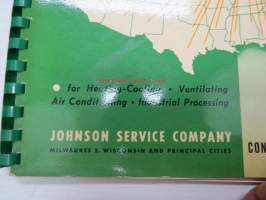 • for Heating-Cooling • Ventilating
Air Conditioning • Industrial Processing
JOHNSON SERVICE COMPANY
MILWAUKEE 2, WISCONSIN AND PRINCIPAL CITIES
CON